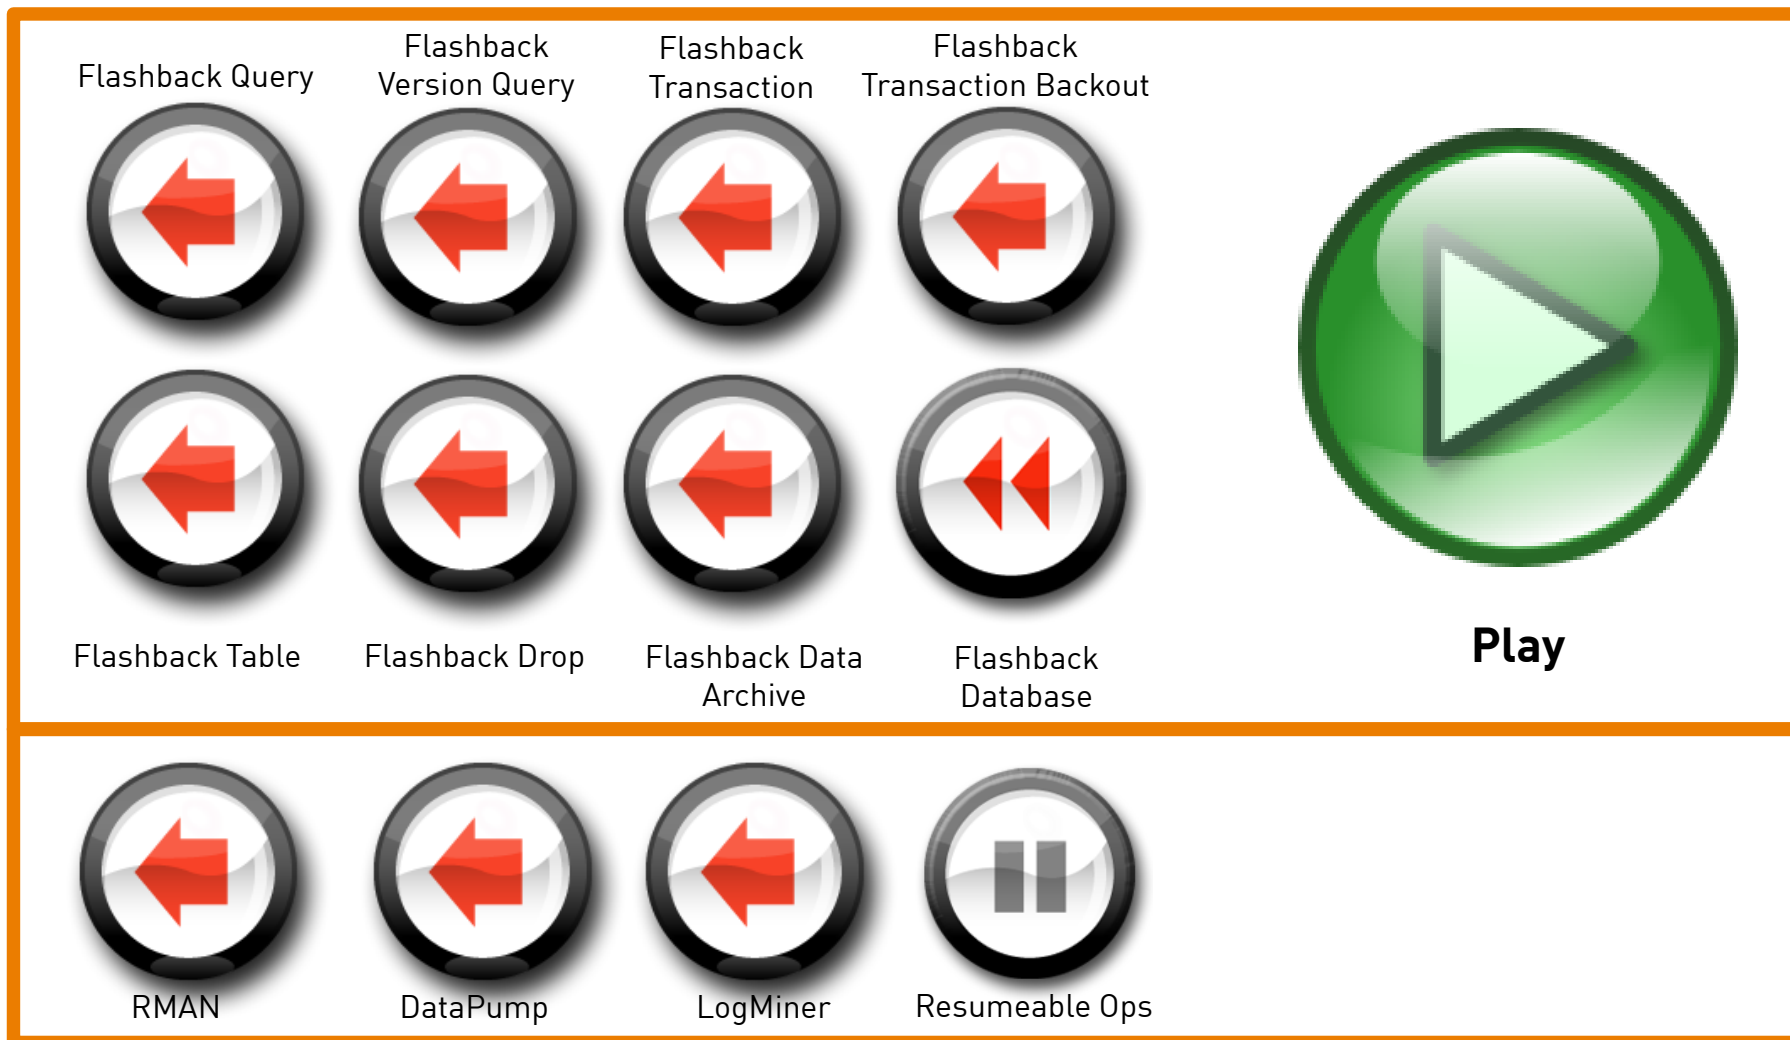 Flashback Query
Flashback
Version Query
Flashback
Transaction
Flashback
Transaction Backout
Flashback Table
Flashback Drop
Flashback Data
Archive
Flashback
Database
Play
RMAN
DataPump
LogMiner
Resumeable Ops